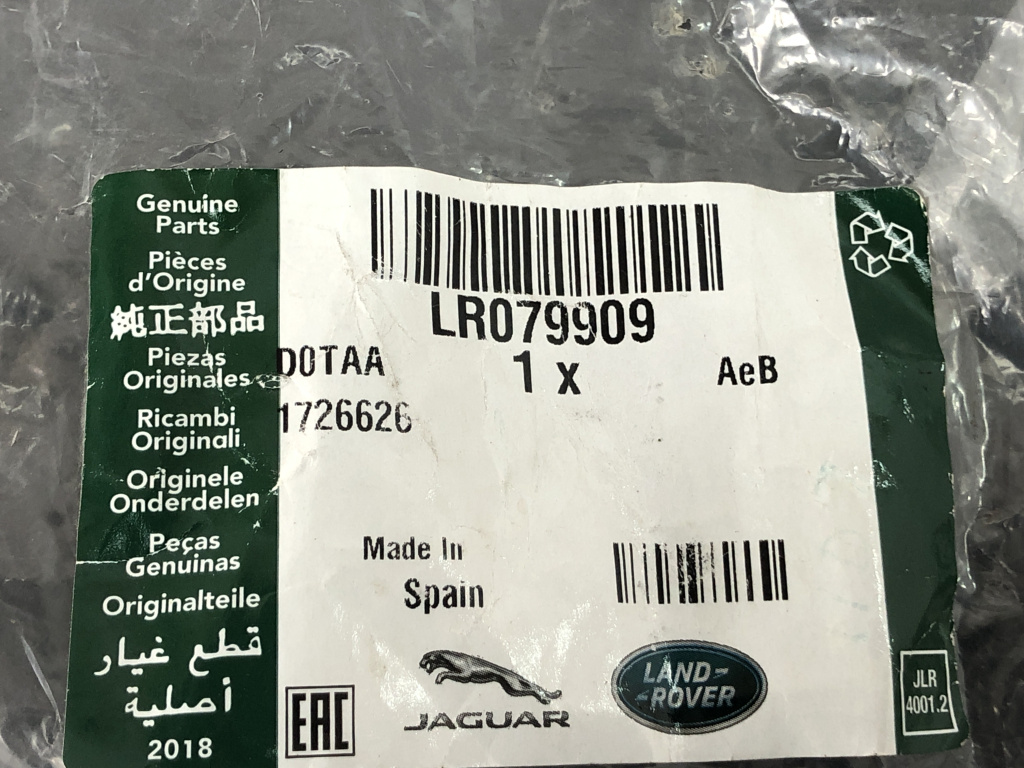 Genuine
Parts
Pièces
d'Origine
純正部品
Piezas
Originales
Ricambi
Originali
Originele
Onderdelen
Peças
Genuinas
Originalteile
قطع غيار
أصلية
2018
LR079909
D0TAA
1 x
AeB
1726626
Made In
Spain
EAC
JAGUAR
LAND-
-ROVER
JLR
4001.2